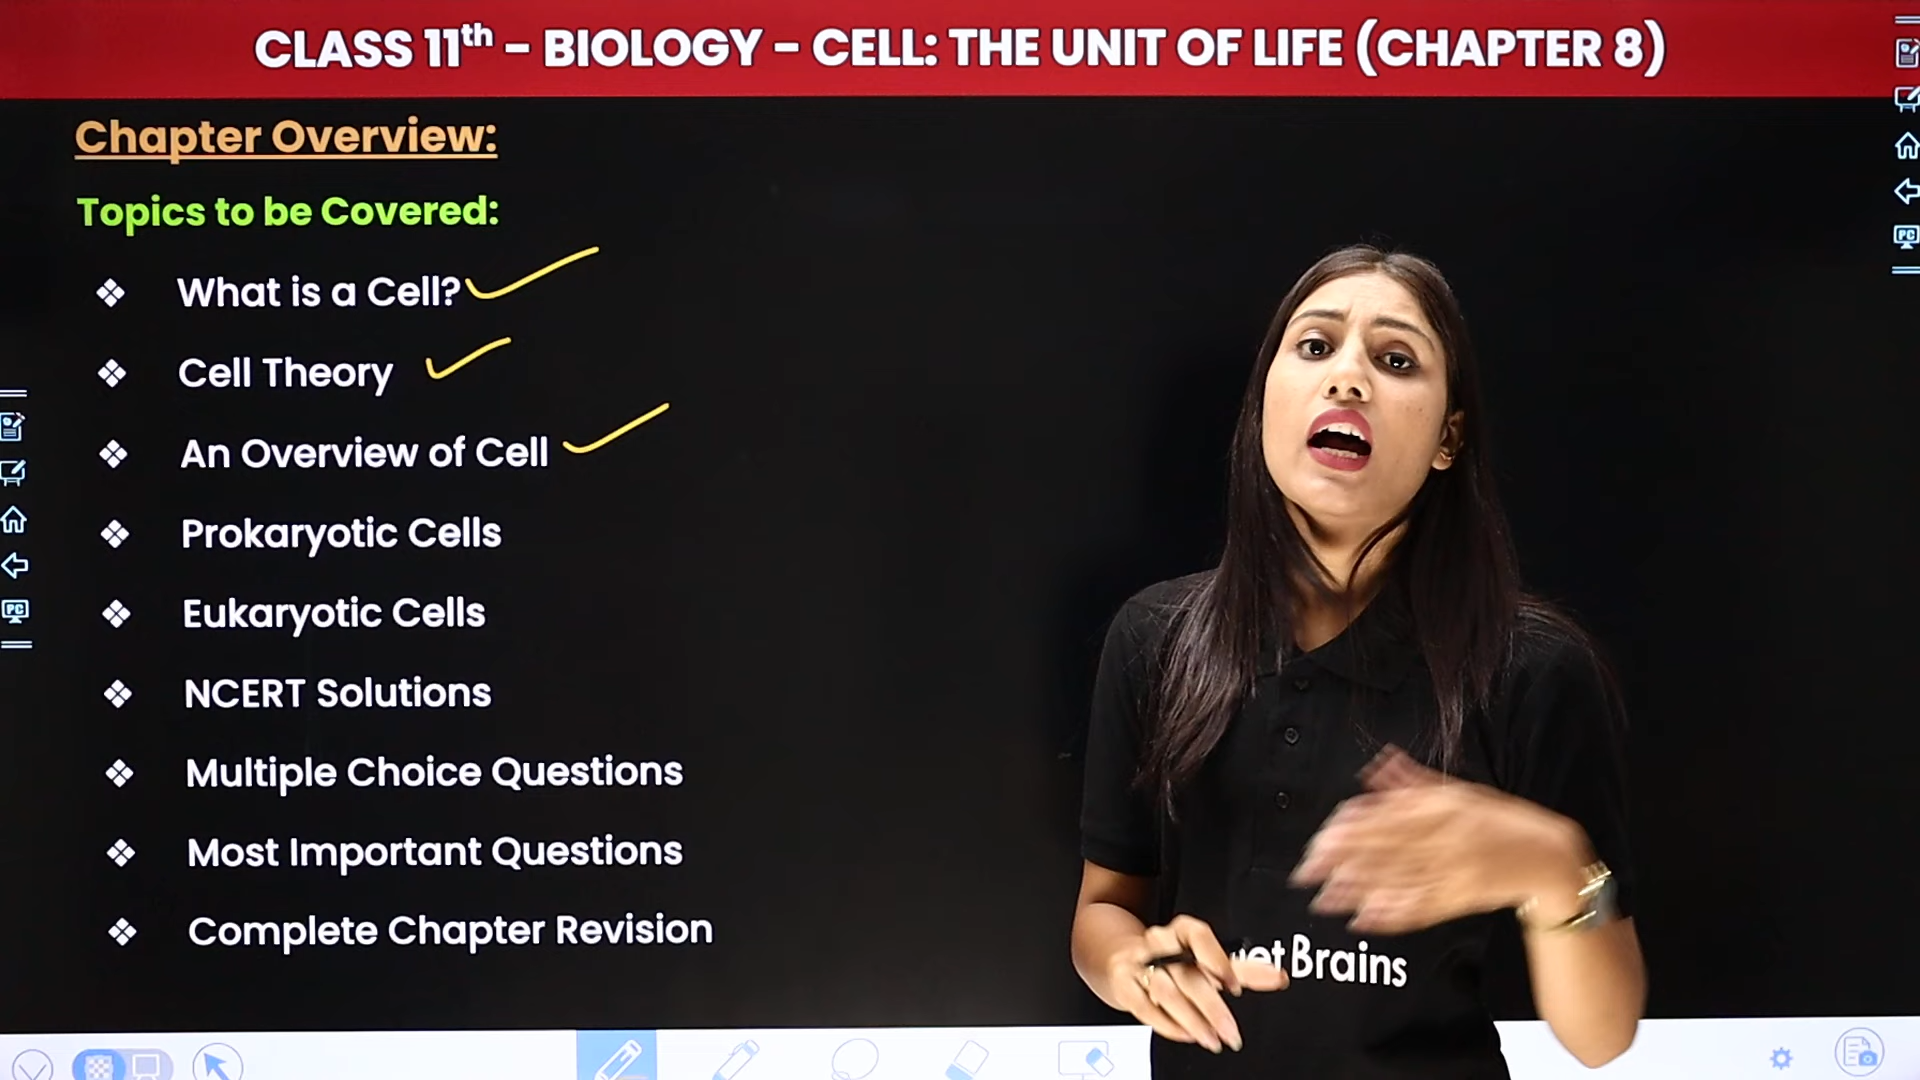 CLASS 11th – BIOLOGY – CELL: THE UNIT OF LIFE (CHAPTER 8)
Chapter Overview:
Topics to be Covered:
❖ What is a Cell?
❖ Cell Theory
❖ An Overview of Cell
❖ Prokaryotic Cells
❖ Eukaryotic Cells
❖ NCERT Solutions
❖ Multiple Choice Questions
❖ Most Important Questions
❖ Complete Chapter Revision
Brains
PC
PC